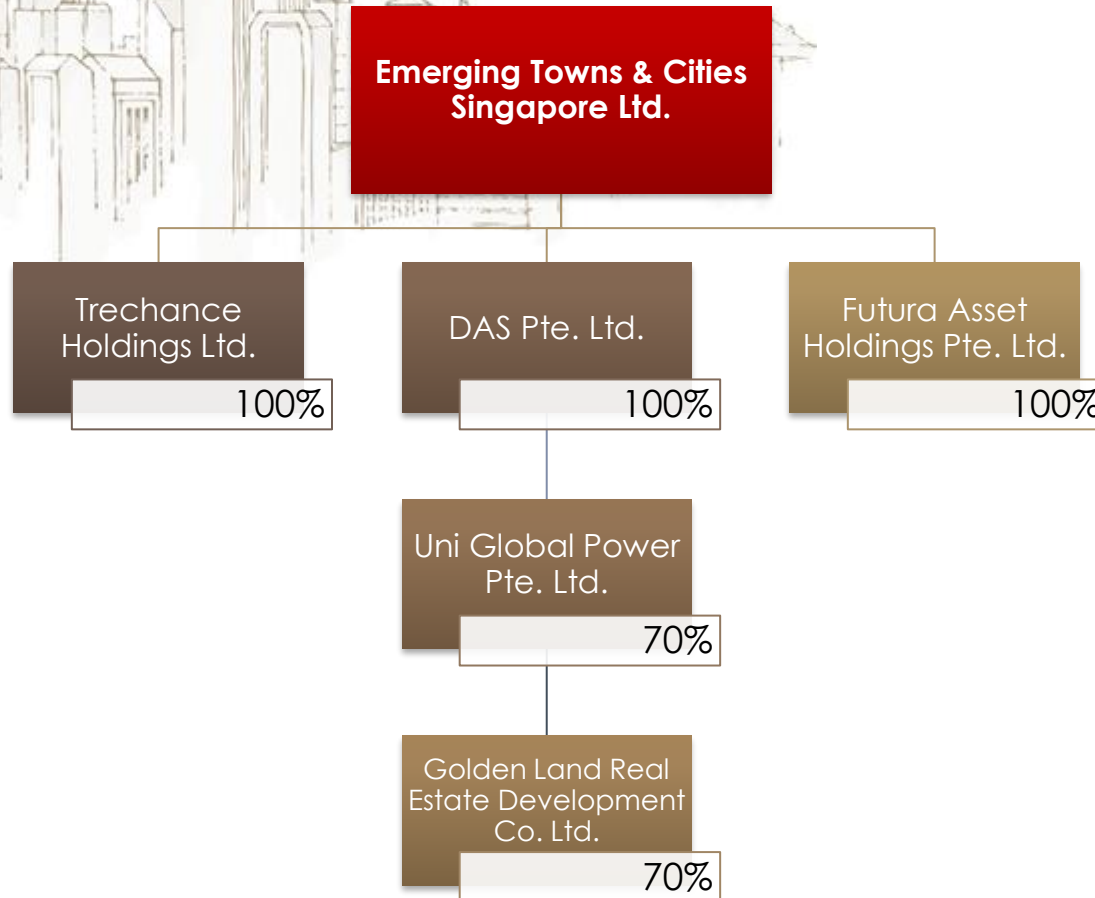 Emerging Towns & Cities
Singapore Ltd.
Trechance
Holdings Ltd.
100%
DAS Pte. Ltd.
100%
Futura Asset
Holdings Pte. Ltd.
100%
Uni Global Power
Pte. Ltd.
70%
Golden Land Real
Estate Development
Co. Ltd.
70%